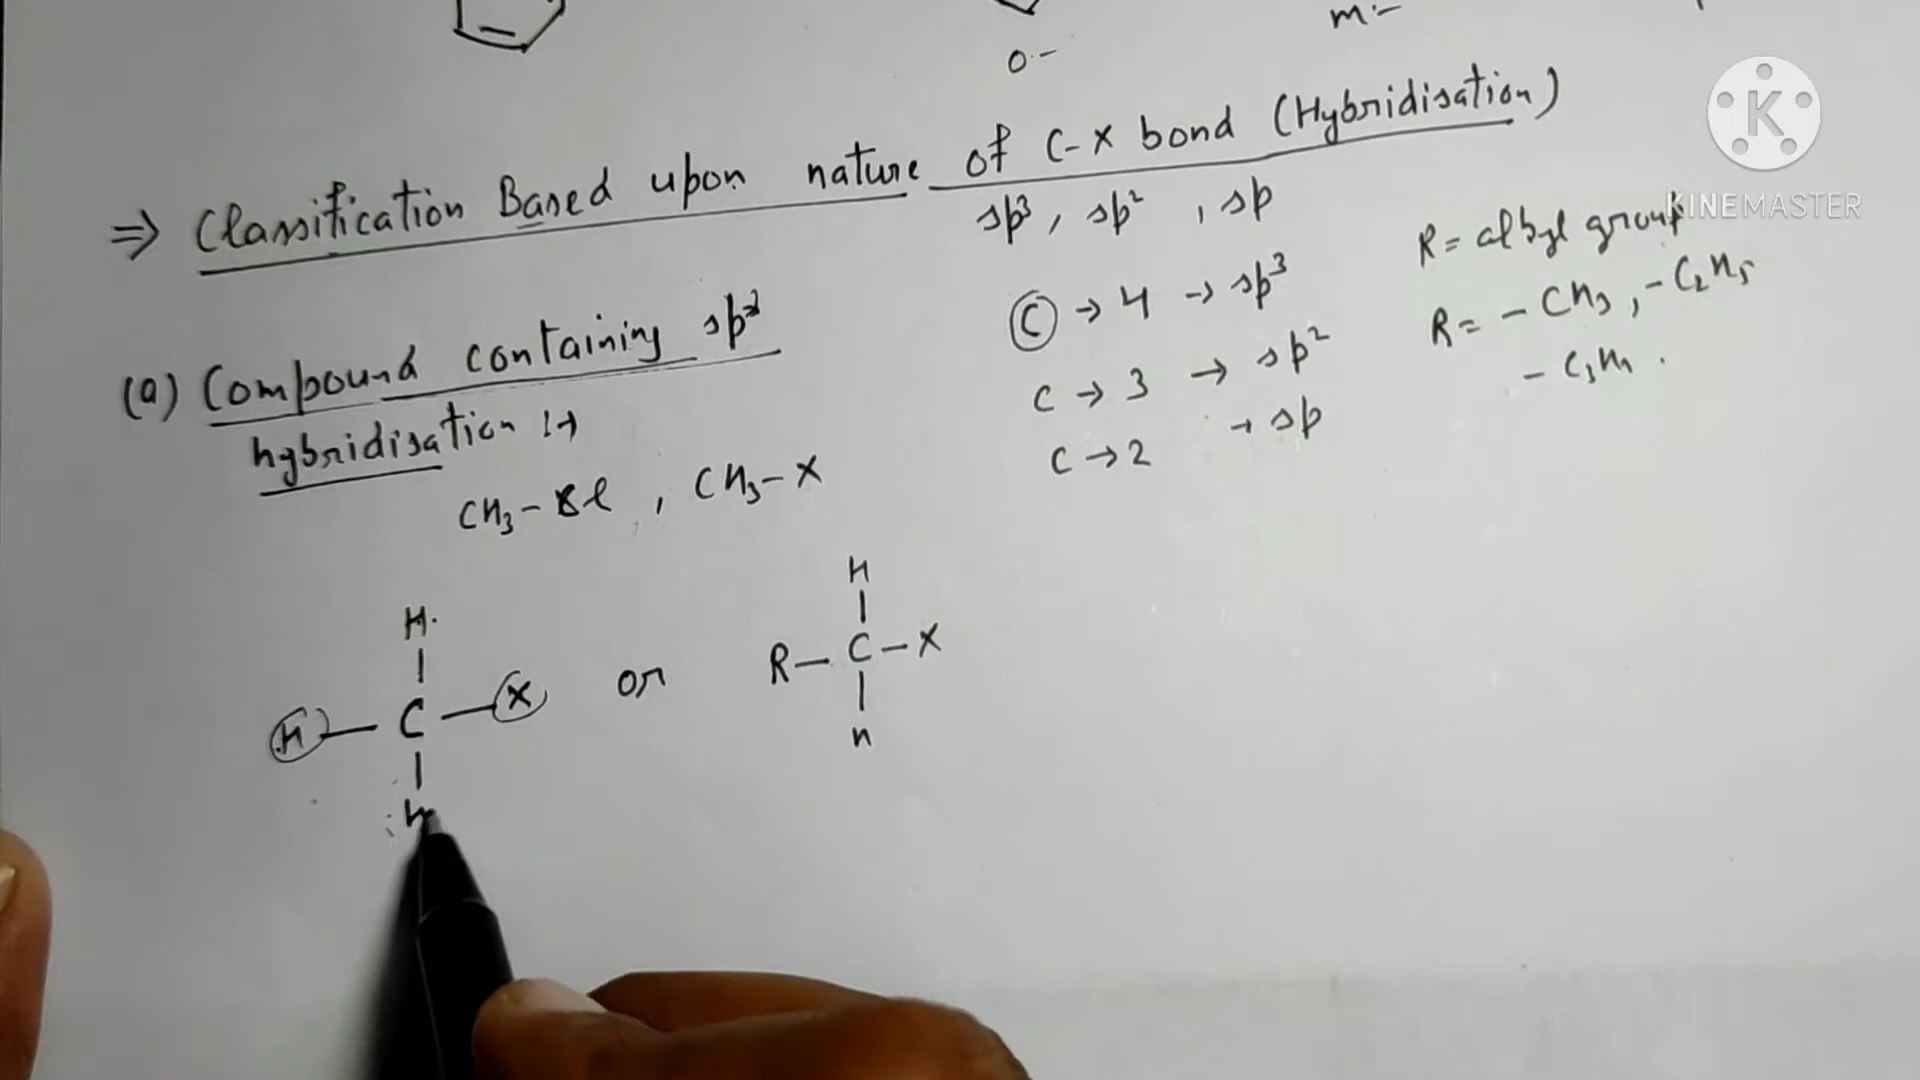 o:- m:-
⇒ Classification Based upon nature of C-X bond (Hybridisation)
sp³, sp², sp
K
KINEMASTER
R = alkyl group
R = - CH₃, - C₂H₅
- C₃H₇ .
C → 4 → sp³
C → 3 → sp²
C → 2 → sp
(a) Compound containing sp³
hybridisation :→
CH₃ - Cl , CH₃ - X
H
H - C - X
H
or
H
R - C - X
H